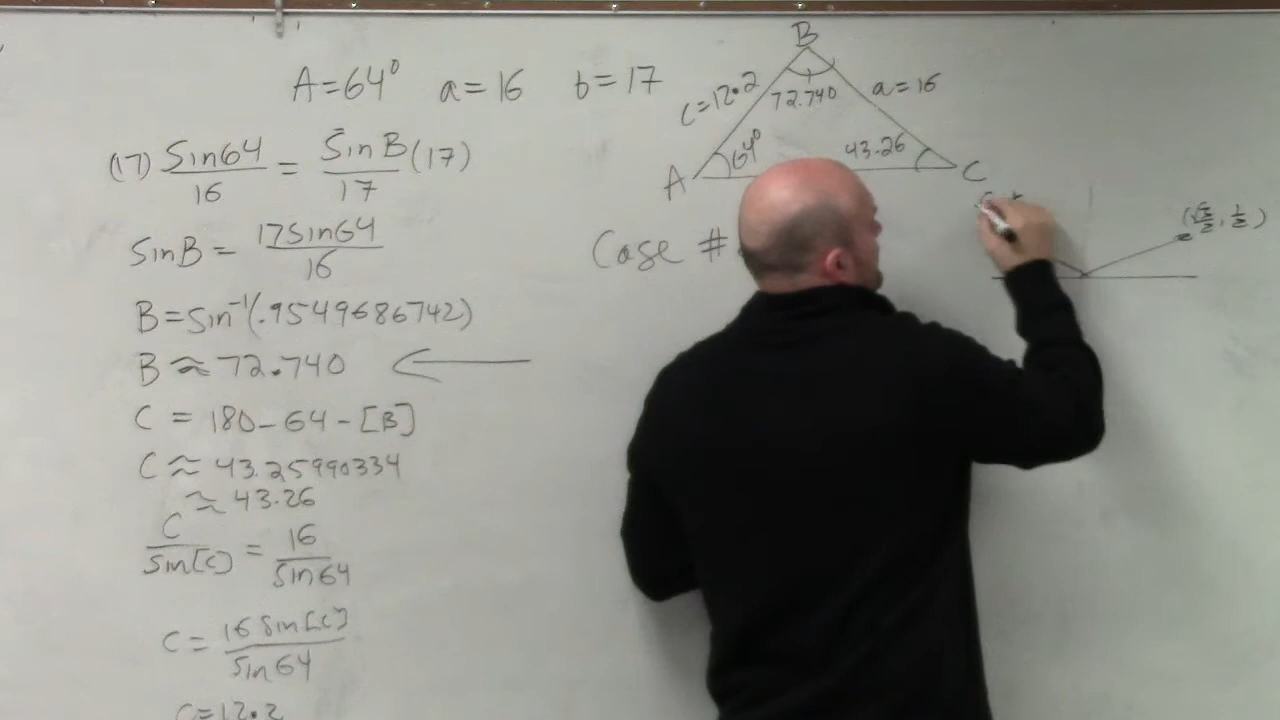 A=64° a=16 b=17
(17) Sin64/16 = SinB/17 (17)
SinB = 17Sin64/16
B=Sin⁻¹(.9549686742)
B ≈ 72.740
C = 180-64-[B]
C ≈ 43.25990334
≈ 43.26
C/Sin[C] = 16/Sin64
C = 16Sin[C]/Sin64
C=12.2
B
C=12.2
72.740
a=16
64°
43.26
A
C
Case #
(√3/2, 1/2)